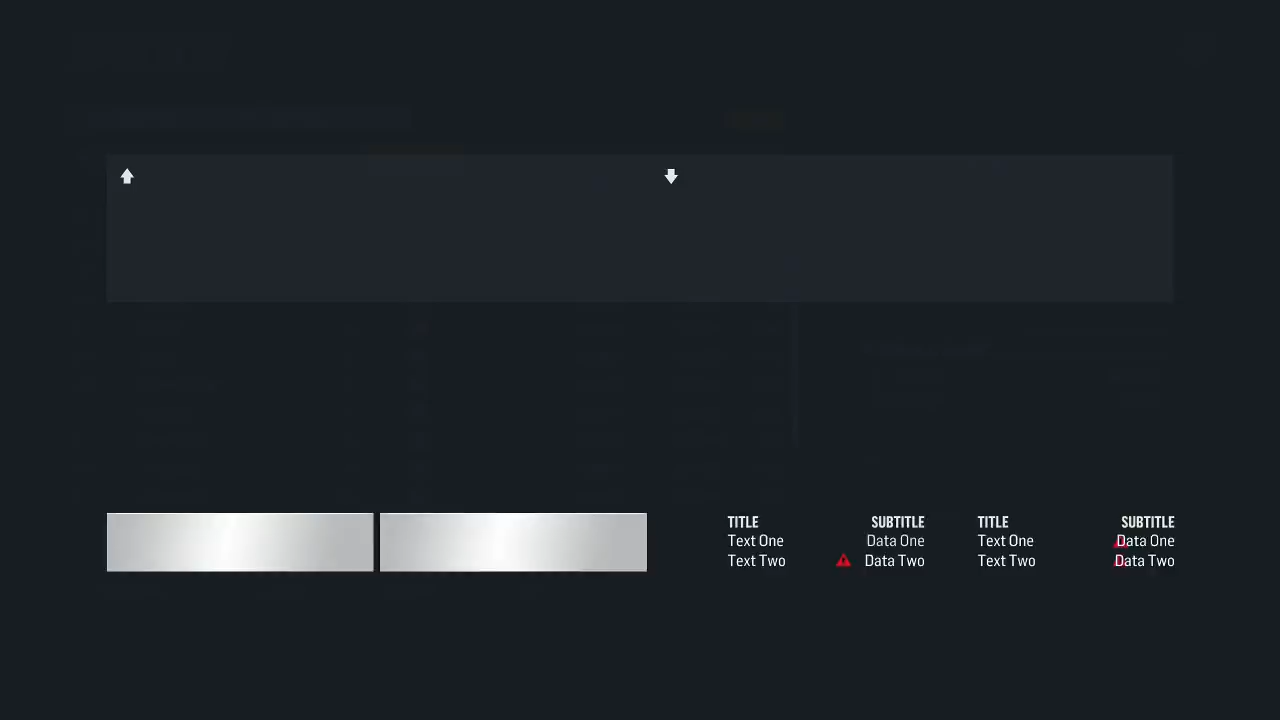 TITLE SUBTITLE TITLE SUBTITLE
Text One Data One Text One Data One
Text Two Data Two Text Two Data Two